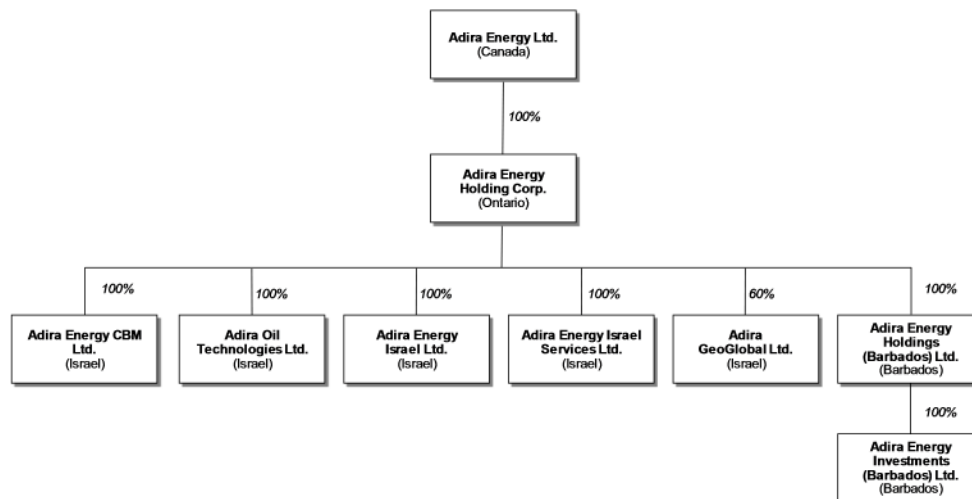 Adira Energy Ltd.
(Canada)
100%
Adira Energy
Holding Corp.
(Ontario)
100%
100%
100%
100%
60%
100%
Adira Energy CBM
Ltd.
(Israel)
Adira Oil
Technologies Ltd.
(Israel)
Adira Energy
Israel Ltd.
(Israel)
Adira Energy Israel
Services Ltd.
(Israel)
Adira
GeoGlobal Ltd.
(Israel)
Adira Energy
Holdings
(Barbados) Ltd.
(Barbados)
100%
Adira Energy
Investments
(Barbados) Ltd.
(Barbados)